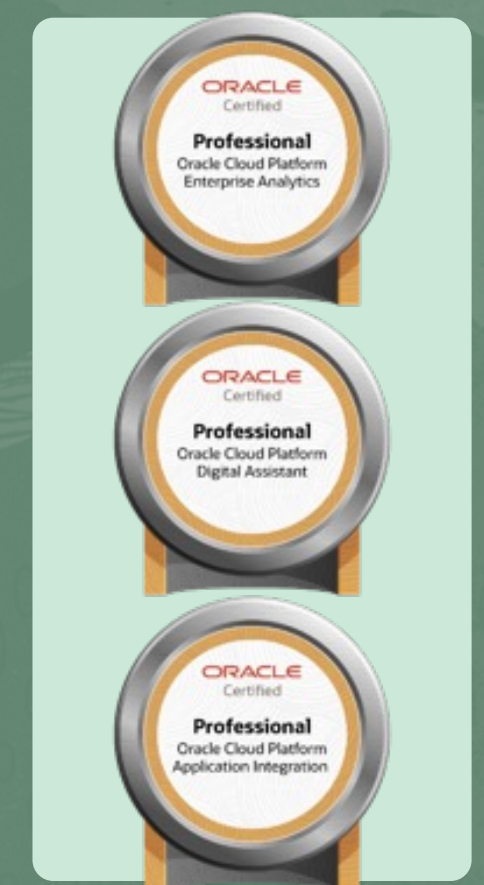 ORACLE
Certified
Professional
Oracle Cloud Platform
Enterprise Analytics
ORACLE
Certified
Professional
Oracle Cloud Platform
Digital Assistant
ORACLE
Certified
Professional
Oracle Cloud Platform
Application Integration